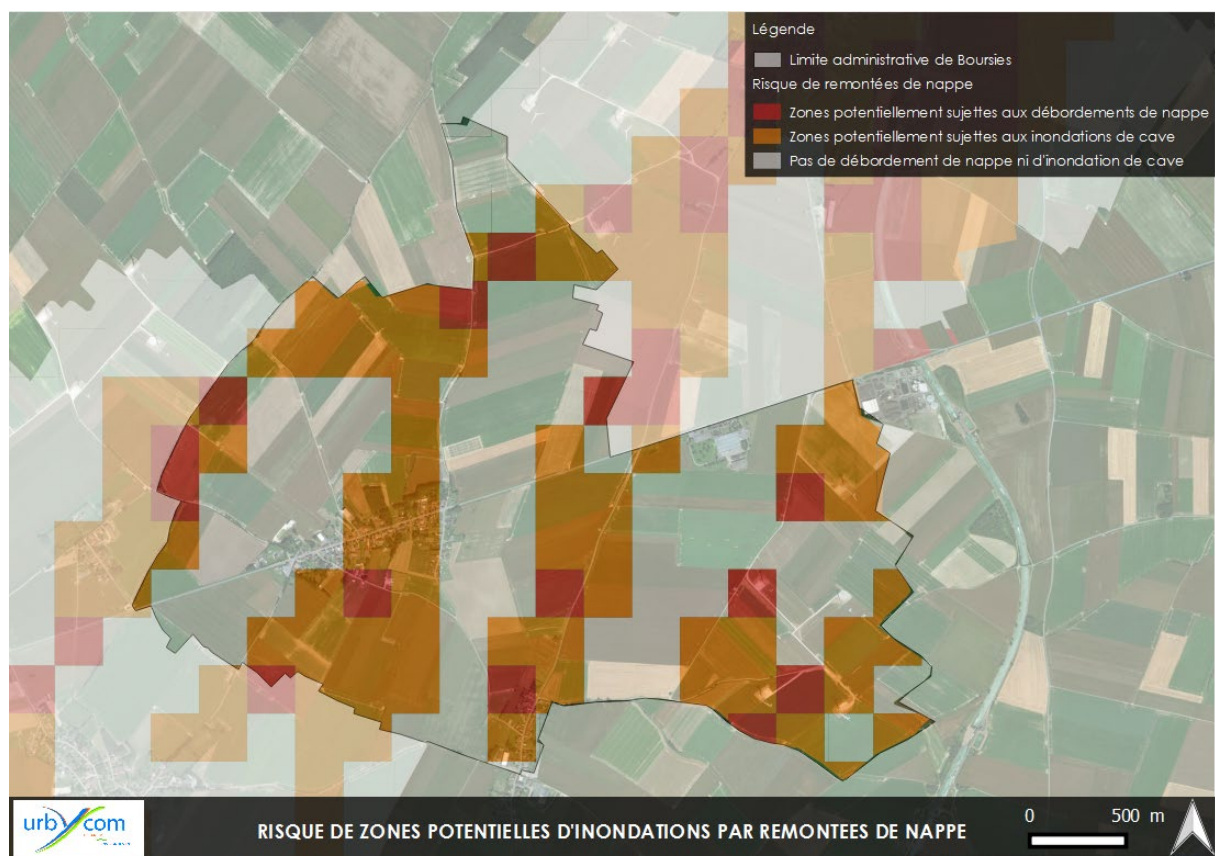 Légende
Limite administrative de Boursies
Risque de remontées de nappe
Zones potentiellement sujettes aux débordements de nappe
Zones potentiellement sujettes aux inondations de cave
Pas de débordement de nappe ni d'inondation de cave
urbycom
RISQUE DE ZONES POTENTIELLES D'INONDATIONS PAR REMONTEES DE NAPPE
0 500 m